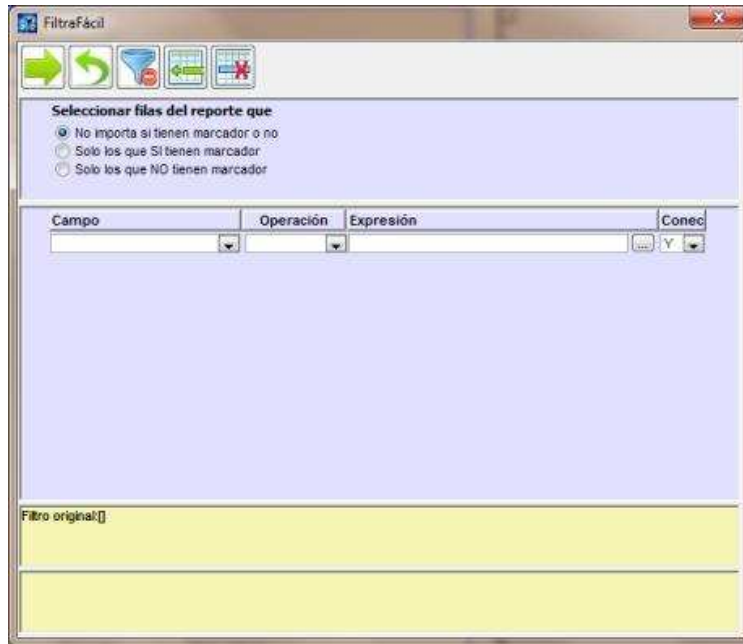 FiltraFácil
Seleccionar filas del reporte que
No importa si tienen marcador o no
Solo los que SI tienen marcador
Solo los que NO tienen marcador
Campo Operación Expresión Conec
... Y
Filtro original:[]